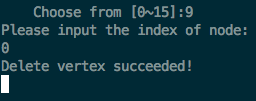 Choose from [0~15]:9
Please input the index of node:
0
Delete vertex succeeded!